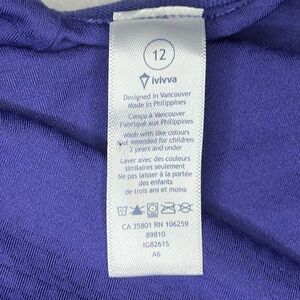 12
ivivva
Designed in Vancouver
Made in Philippines
Conçu à Vancouver
Fabrique aux Philippines
Wash with like colours
Not intended for children
3 years and under
Laver avec des couleurs
similaires seulement
Ne pas laisser à la portée
des enfants
de trois ans et moins
CA 35801 RN 106259
89810
IG82615
A6